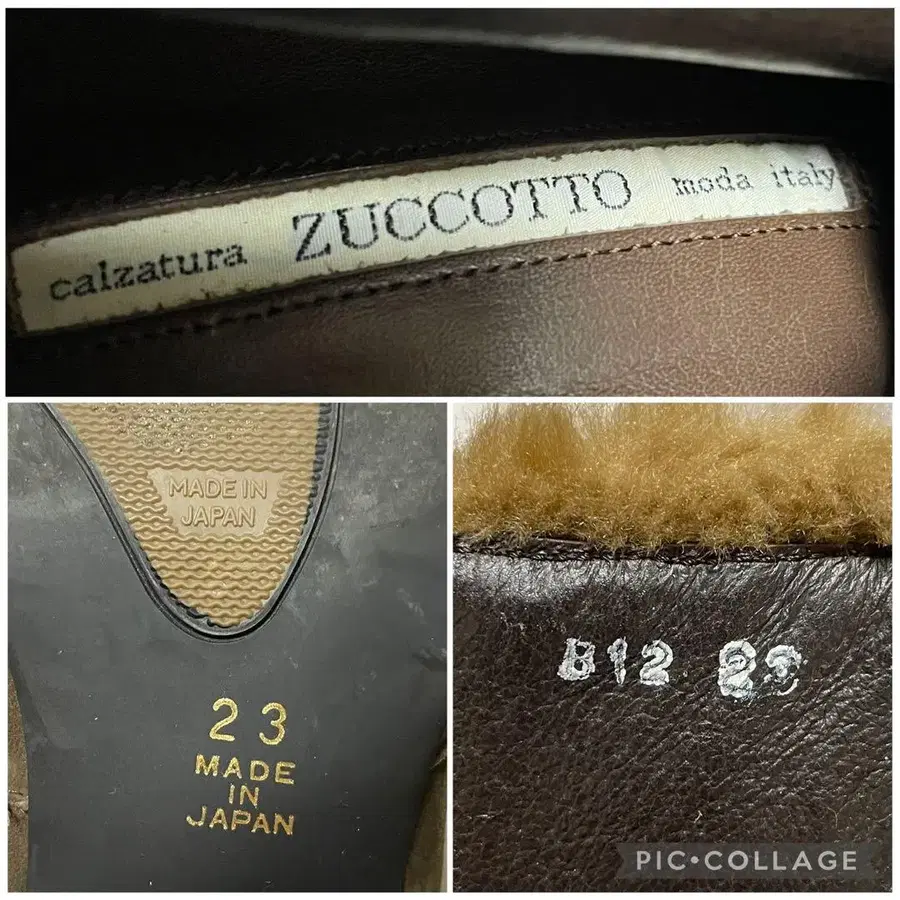 calzatura ZUCCOTTO moda italy
MADE IN
JAPAN
23
MADE
IN
JAPAN
B12 23
PIC•COLLAGE